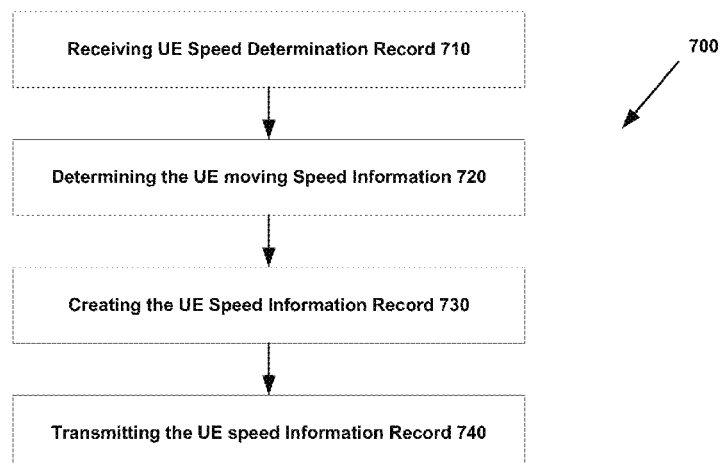 Receiving UE Speed Determination Record 710
700
Determining the UE moving Speed Information 720
Creating the UE Speed Information Record 730
Transmitting the UE speed Information Record 740